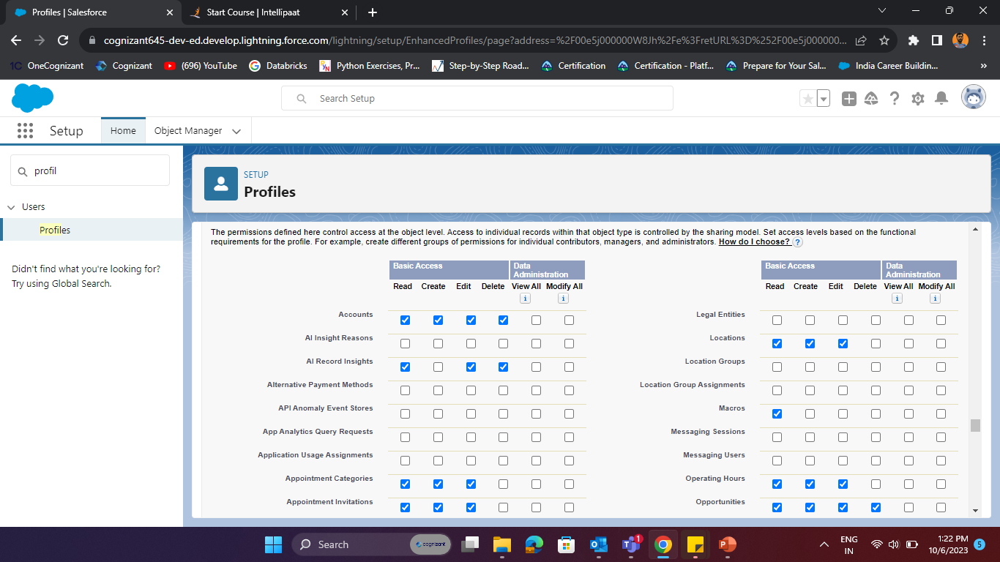 Profiles | Salesforce
Start Course | Intellipaat
cognizant645-dev-ed.develop.lightning.force.com/lightning/setup/EnhancedProfiles/page?address=%2F00e5j000000W8Jh%2Fe%3FretURL%3D%252F00e5j000000...
1C OneCognizant
Cognizant
(696) YouTube
Databricks
Python Exercises, Pr...
Step-by-Step Road...
Certification
Certification - Platf...
Prepare for Your Sal...
India Career Buildin...
»
Search Setup
Setup
Home
Object Manager
profil
Users
Profiles
Didn't find what you're looking for?
Try using Global Search.
SETUP
Profiles
The permissions defined here control access at the object level. Access to individual records within that object type is controlled by the sharing model. Set access levels based on the functional
requirements for the profile. For example, create different groups of permissions for individual contributors, managers, and administrators. How do I choose? ?
Basic Access
Data
Administration
Read Create Edit Delete View All Modify All
i i
Accounts
AI Insight Reasons
AI Record Insights
Alternative Payment Methods
API Anomaly Event Stores
App Analytics Query Requests
Application Usage Assignments
Appointment Categories
Appointment Invitations
Basic Access
Data
Administration
Read Create Edit Delete View All Modify All
i i
Legal Entities
Locations
Location Groups
Location Group Assignments
Macros
Messaging Sessions
Messaging Users
Operating Hours
Opportunities
Search
cognizant
1
ENG
IN
1:22 PM
10/6/2023
5